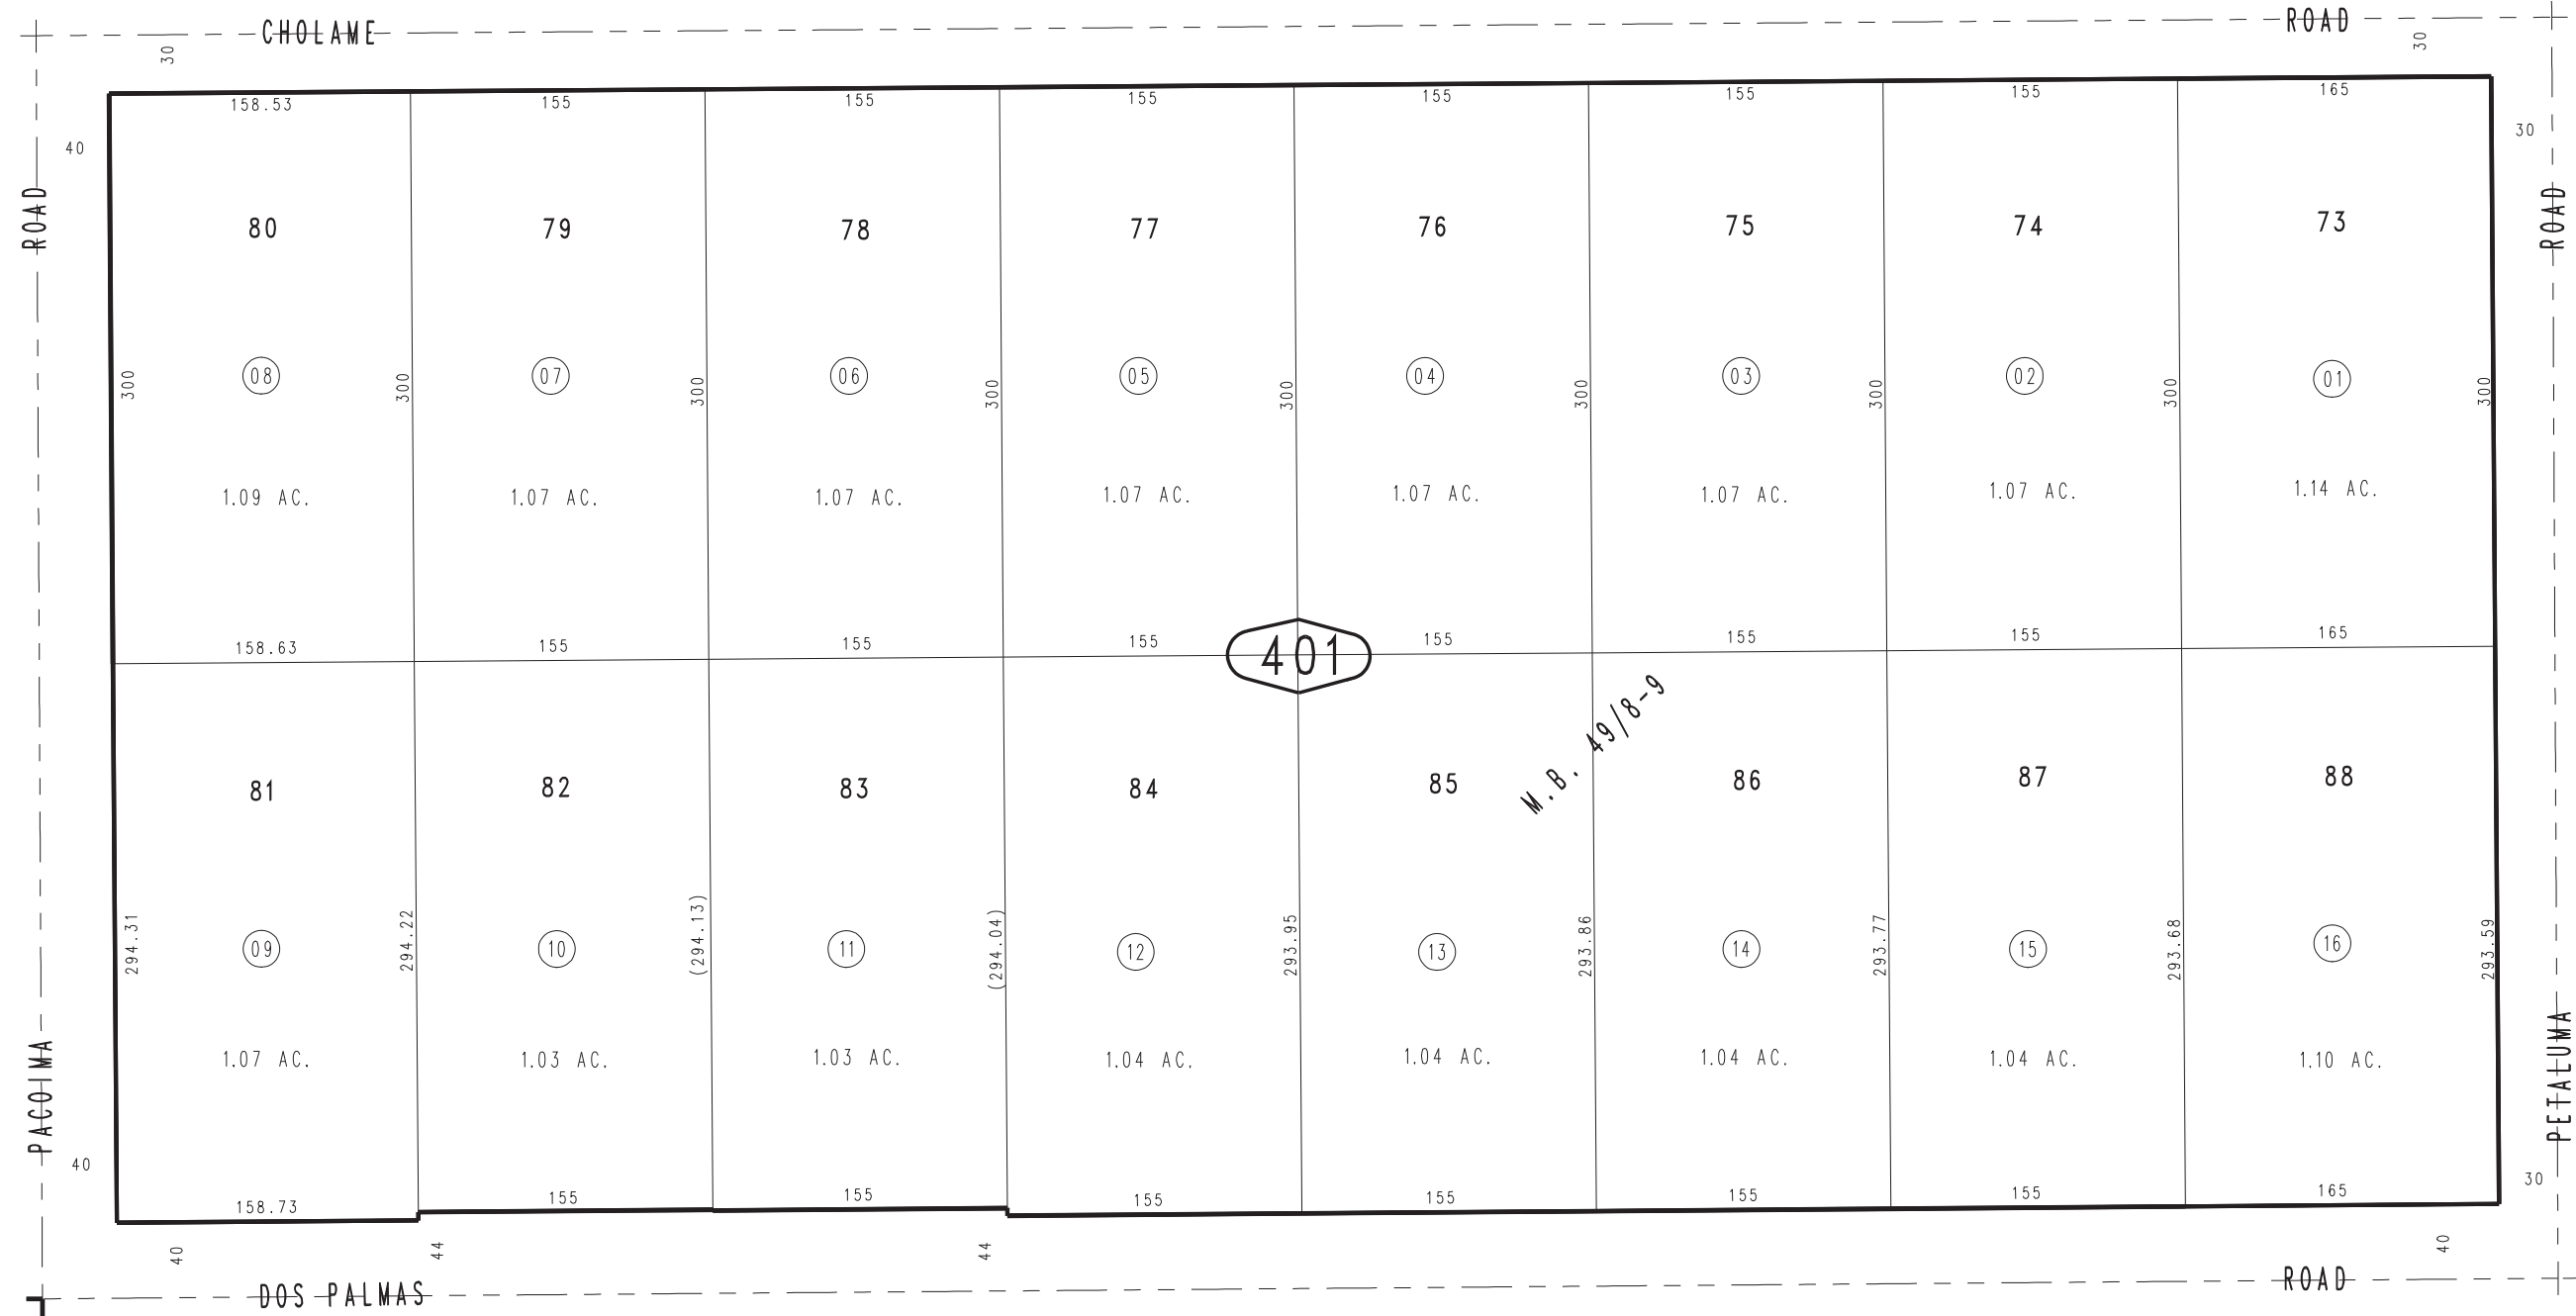 CHOLAME ROAD
30 30
158.53 155 155 155 155 155 155 165
40 30
ROAD ROAD
80 79 78 77 76 75 74 73
08 07 06 05 04 03 02 01
300 300 300 300 300 300 300 300 300
1.09 AC. 1.07 AC. 1.07 AC. 1.07 AC. 1.07 AC. 1.07 AC. 1.07 AC. 1.14 AC.
158.63 155 155 155 155 155 155 165
401
M.B. 49/8-9
81 82 83 84 85 86 87 88
294.31 294.22 (294.13) (294.04) 293.95 293.86 293.77 293.68 293.59
09 10 11 12 13 14 15 16
1.07 AC. 1.03 AC. 1.03 AC. 1.04 AC. 1.04 AC. 1.04 AC. 1.04 AC. 1.10 AC.
PACOIMA PETALUMA
40 30
158.73 155 155 155 155 155 155 165
40 44 44 40
DOS PALMAS ROAD